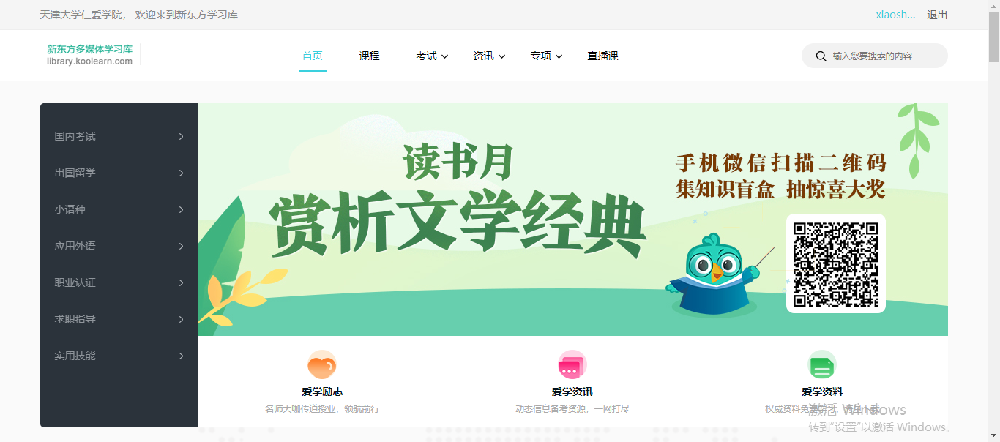 天津大学仁爱学院， 欢迎来到新东方学习库
xiaosh... 退出
新东方多媒体学习库
library.koolearn.com
首页 课程 考试 资讯 专项 直播课
输入您要搜索的内容
国内考试
出国留学
小语种
应用外语
职业认证
求职指导
实用技能
读书月
赏析文学经典
手机微信扫描二维码
集知识盲盒 抽惊喜大奖
爱学励志
名师大咖传道授业，领航前行
爱学资讯
动态信息备考资源，一网打尽
爱学资料
权威资料免费学习，海量下载
激活 Windows
转到"设置"以激活 Windows。